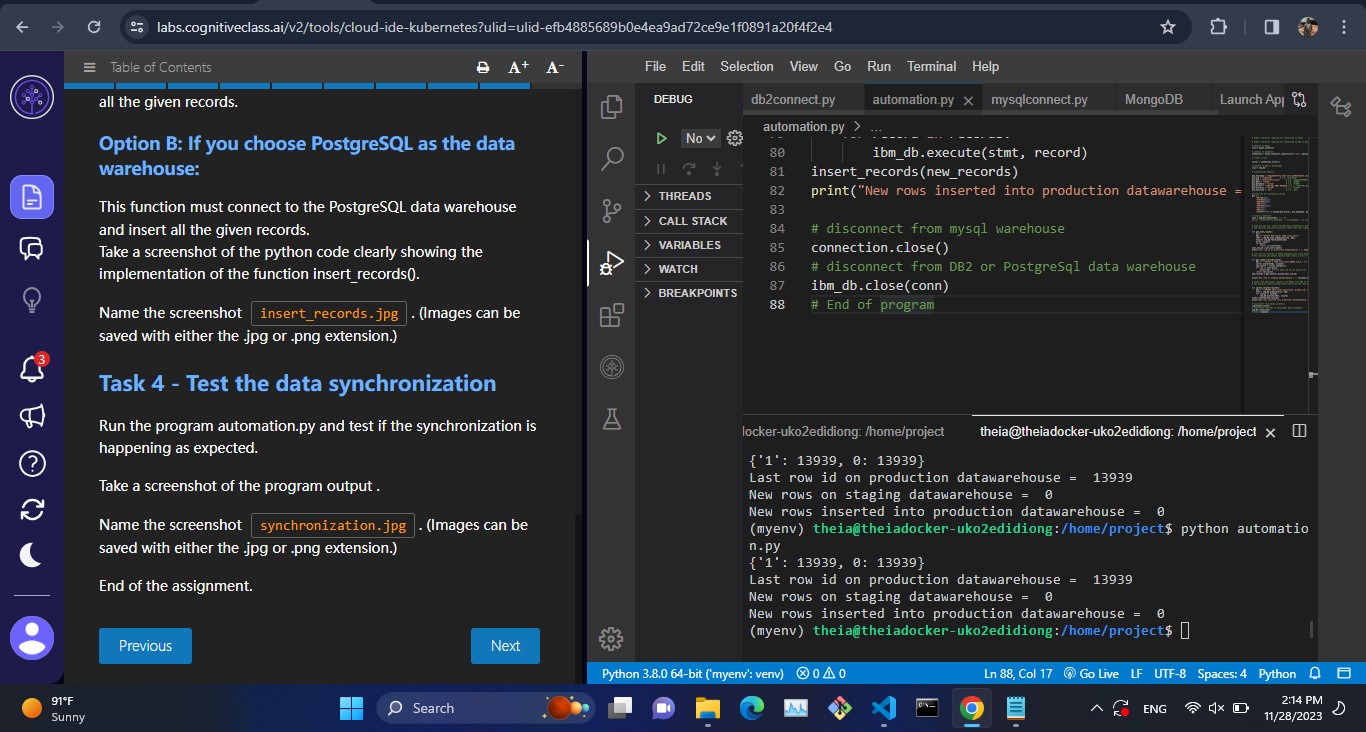 labs.cognitiveclass.ai/v2/tools/cloud-ide-kubernetes?ulid=ulid-efb4885689b0e4ea9ad72ce9e1f0891a20f4f2e4
Table of Contents
A+ A-
3
all the given records.
Option B: If you choose PostgreSQL as the data
warehouse:
This function must connect to the PostgreSQL data warehouse
and insert all the given records.
Take a screenshot of the python code clearly showing the
implementation of the function insert_records().
Name the screenshot insert_records.jpg . (Images can be
saved with either the .jpg or .png extension.)
Task 4 - Test the data synchronization
Run the program automation.py and test if the synchronization is
happening as expected.
Take a screenshot of the program output .
Name the screenshot synchronization.jpg . (Images can be
saved with either the .jpg or .png extension.)
End of the assignment.
Previous
Next
File Edit Selection View Go Run Terminal Help
DEBUG
No
THREADS
CALL STACK
VARIABLES
WATCH
BREAKPOINTS
db2connect.py automation.py mysqlconnect.py MongoDB Launch App
automation.py > ...
80 ibm_db.execute(stmt, record)
81 insert_records(new_records)
82 print("New rows inserted into production datawarehouse =
83
84 # disconnect from mysql warehouse
85 connection.close()
86 # disconnect from DB2 or PostgreSql data warehouse
87 ibm_db.close(conn)
88 # End of program
locker-uko2edidiong: /home/project theia@theiadocker-uko2edidiong: /home/project
{'1': 13939, 0: 13939}
Last row id on production datawarehouse = 13939
New rows on staging datawarehouse = 0
New rows inserted into production datawarehouse = 0
(myenv) theia@theiadocker-uko2edidiong:/home/project$ python automatio
n.py
{'1': 13939, 0: 13939}
Last row id on production datawarehouse = 13939
New rows on staging datawarehouse = 0
New rows inserted into production datawarehouse = 0
(myenv) theia@theiadocker-uko2edidiong:/home/project$
Python 3.8.0 64-bit ('myenv': venv) 0 0 Ln 88, Col 17 Go Live LF UTF-8 Spaces: 4 Python
91°F
Sunny
Search
ENG
2:14 PM
11/28/2023